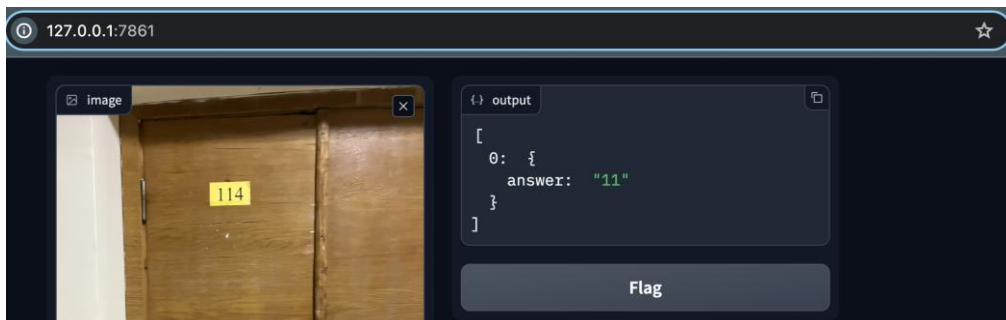 127.0.0.1:7861
image
114
{..} output
[
0: {
answer: "11"
}
]
Flag